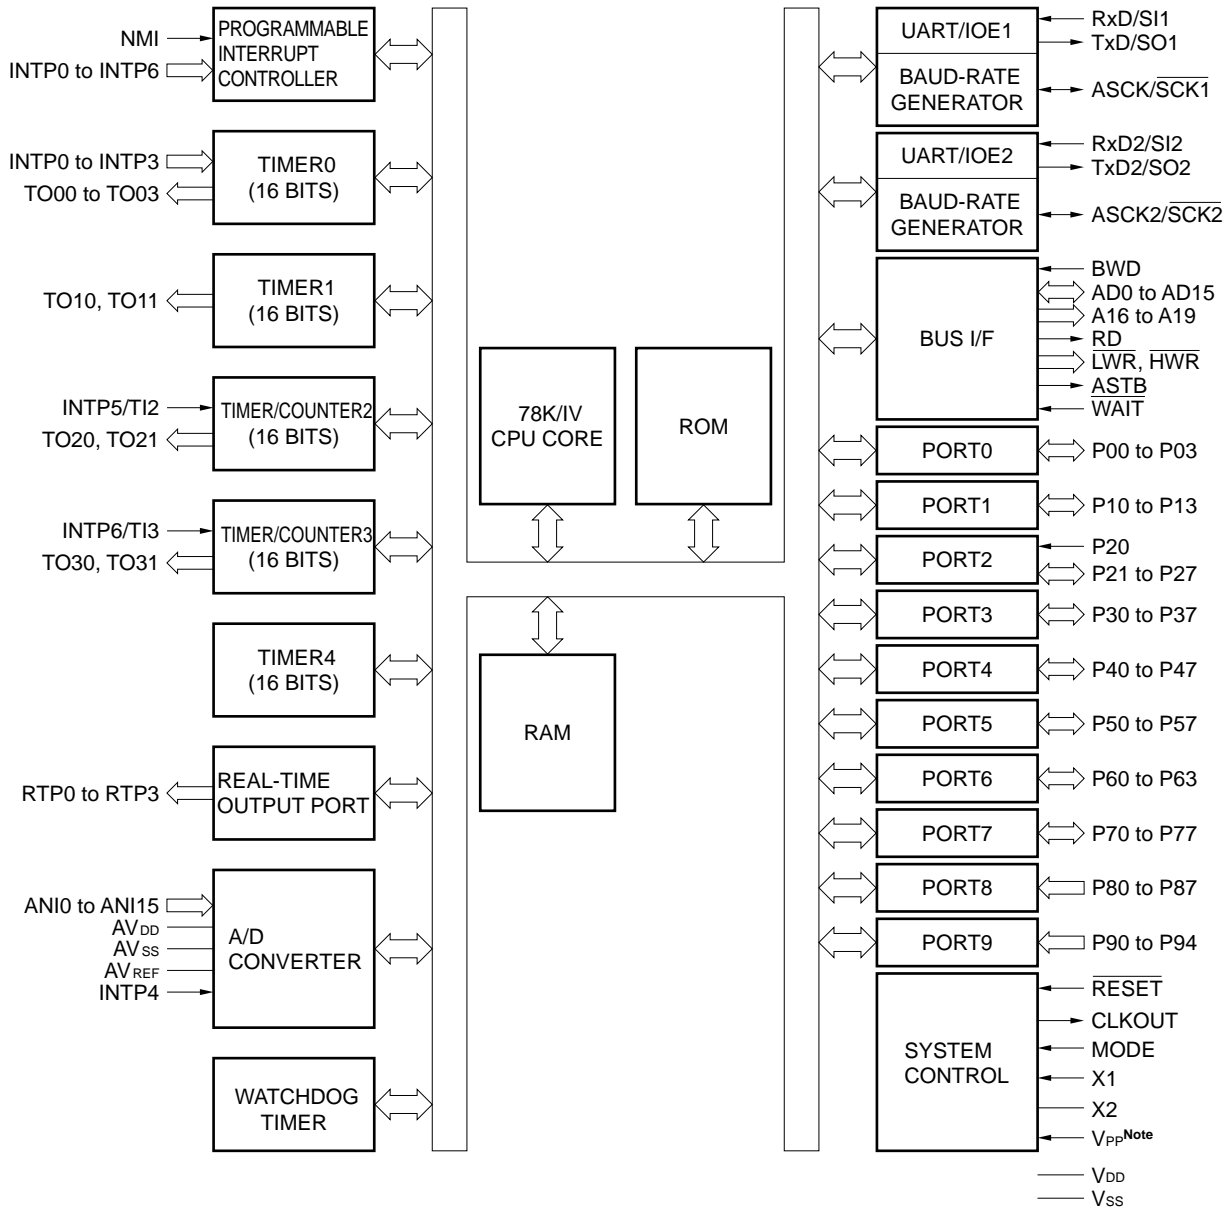 NMI
INTP0 to INTP6
PROGRAMMABLE
INTERRUPT
CONTROLLER
INTP0 to INTP3
TO00 to TO03
TIMER0
(16 BITS)
TO10, TO11
TIMER1
(16 BITS)
INTP5/TI2
TO20, TO21
TIMER/COUNTER2
(16 BITS)
INTP6/TI3
TO30, TO31
TIMER/COUNTER3
(16 BITS)
TIMER4
(16 BITS)
RTP0 to RTP3
REAL-TIME
OUTPUT PORT
ANI0 to ANI15
AVDD
AVSS
AVREF
INTP4
A/D
CONVERTER
WATCHDOG
TIMER
78K/IV
CPU CORE
ROM
RAM
UART/IOE1
BAUD-RATE
GENERATOR
RxD/SI1
TxD/SO1
ASCK/SCK1
UART/IOE2
BAUD-RATE
GENERATOR
RxD2/SI2
TxD2/SO2
ASCK2/SCK2
BUS I/F
BWD
AD0 to AD15
A16 to A19
RD
LWR, HWR
ASTB
WAIT
PORT0
P00 to P03
PORT1
P10 to P13
PORT2
P20
P21 to P27
PORT3
P30 to P37
PORT4
P40 to P47
PORT5
P50 to P57
PORT6
P60 to P63
PORT7
P70 to P77
PORT8
P80 to P87
PORT9
P90 to P94
SYSTEM
CONTROL
RESET
CLKOUT
MODE
X1
X2
VPPNote
VDD
VSS